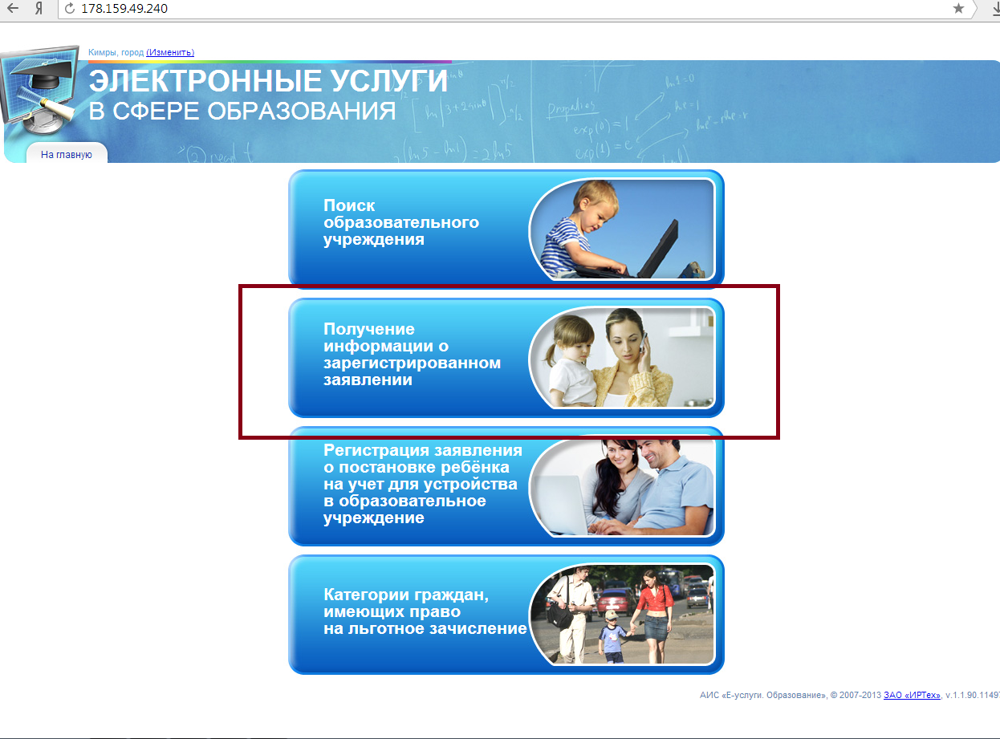 178.159.49.240
Кимры, город (Изменить)
ЭЛЕКТРОННЫЕ УСЛУГИ
В СФЕРЕ ОБРАЗОВАНИЯ
На главную
Поиск
образовательного
учреждения
Получение
информации о
зарегистрированном
заявлении
Регистрация заявления
о постановке ребёнка
на учет для устройства
в образовательное
учреждение
Категории граждан,
имеющих право
на льготное зачисление
АИС «Е-услуги. Образование», © 2007-2013 ЗАО «ИРТех», v.1.1.90.11497